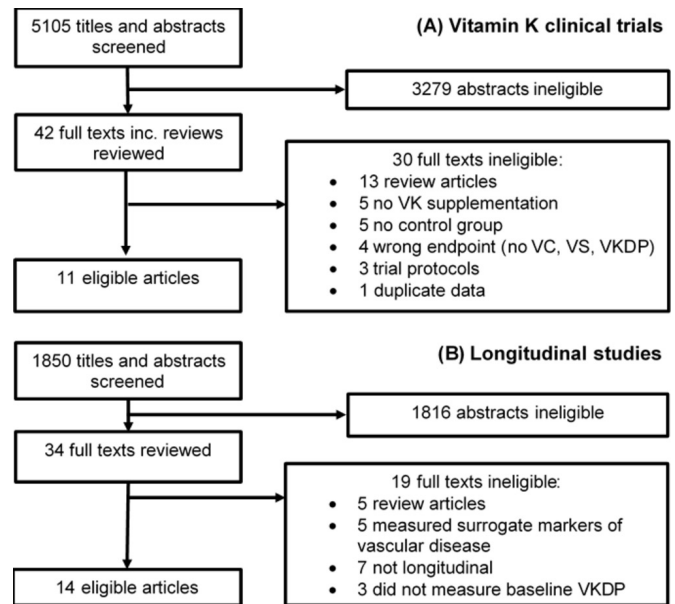 5105 titles and abstracts
screened
(A) Vitamin K clinical trials
3279 abstracts ineligible
42 full texts inc. reviews
reviewed
30 full texts ineligible:
• 13 review articles
• 5 no VK supplementation
• 5 no control group
• 4 wrong endpoint (no VC, VS, VKDP)
• 3 trial protocols
• 1 duplicate data
11 eligible articles
(B) Longitudinal studies
1850 titles and abstracts
screened
1816 abstracts ineligible
34 full texts reviewed
19 full texts ineligible:
• 5 review articles
• 5 measured surrogate markers of
vascular disease
• 7 not longitudinal
• 3 did not measure baseline VKDP
14 eligible articles